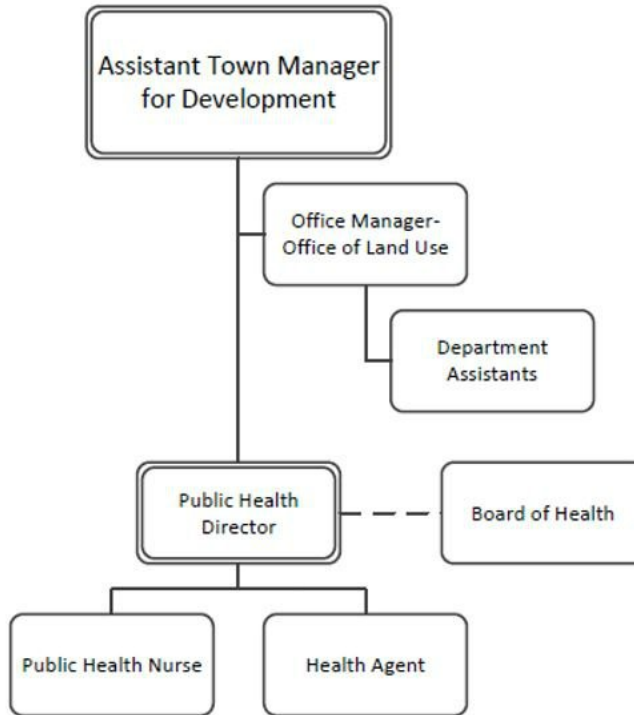 Assistant Town Manager
for Development
Office Manager-
Office of Land Use
Department
Assistants
Public Health
Director
Board of Health
Public Health Nurse
Health Agent